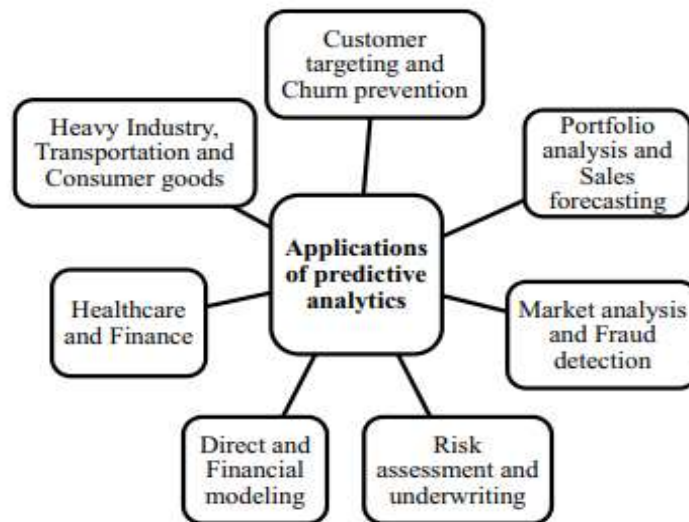 Customer
targeting and
Churn prevention
Heavy Industry,
Transportation and
Consumer goods
Portfolio
analysis and
Sales
forecasting
Applications
of predictive
analytics
Healthcare
and Finance
Market analysis
and Fraud
detection
Direct and
Financial
modeling
Risk
assessment and
underwriting